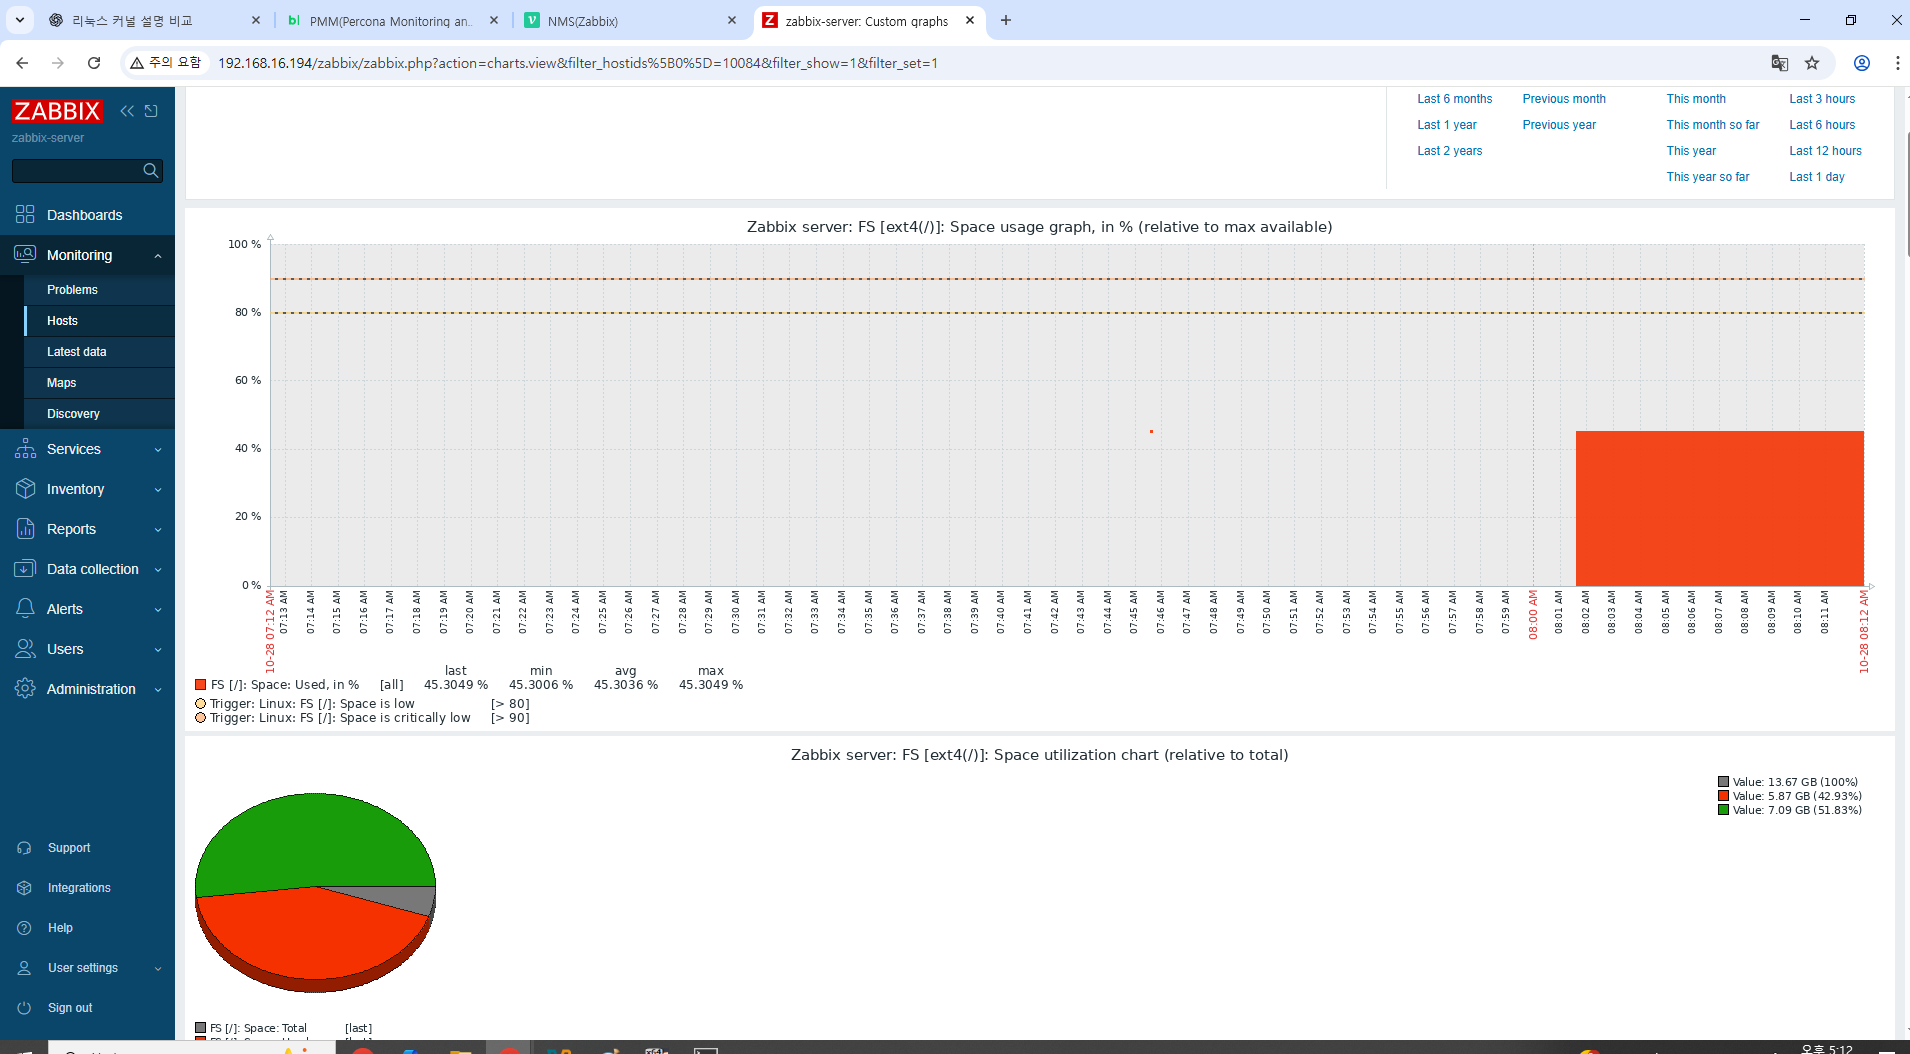 리눅스 커널 설명 비교
PMM(Percona Monitoring an
NMS(Zabbix)
zabbix-server: Custom graphs
주의 요함
192.168.16.194/zabbix/zabbix.php?action=charts.view&filter_hostids%5B0%5D=10084&filter_show=1&filter_set=1
ZABBIX
zabbix-server
Dashboards
Monitoring
Problems
Hosts
Latest data
Maps
Discovery
Services
Inventory
Reports
Data collection
Alerts
Users
Administration
Support
Integrations
Help
User settings
Sign out
Last 6 months Previous month This month Last 3 hours
Last 1 year Previous year This month so far Last 6 hours
Last 2 years This year Last 12 hours
This year so far Last 1 day
Zabbix server: FS [ext4(/)]: Space usage graph, in % (relative to max available)
100 %
80 %
60 %
40 %
20 %
0 %
10-28 07:12 AM 07:13 AM 07:14 AM 07:15 AM 07:16 AM 07:17 AM 07:18 AM 07:19 AM 07:20 AM 07:21 AM 07:22 AM 07:23 AM 07:24 AM 07:25 AM 07:26 AM 07:27 AM 07:28 AM 07:29 AM 07:30 AM 07:31 AM 07:32 AM 07:33 AM 07:34 AM 07:35 AM 07:36 AM 07:37 AM 07:38 AM 07:39 AM 07:40 AM 07:41 AM 07:42 AM 07:43 AM 07:44 AM 07:45 AM 07:46 AM 07:47 AM 07:48 AM 07:49 AM 07:50 AM 07:51 AM 07:52 AM 07:53 AM 07:54 AM 07:55 AM 07:56 AM 07:57 AM 07:58 AM 07:59 AM 08:00 AM 08:01 AM 08:02 AM 08:03 AM 08:04 AM 08:05 AM 08:06 AM 08:07 AM 08:08 AM 08:09 AM 08:10 AM 08:11 AM 10-28 08:12 AM
last min avg max
FS [/]: Space: Used, in % [all] 45.3049 % 45.3006 % 45.3036 % 45.3049 %
Trigger: Linux: FS [/]: Space is low [> 80]
Trigger: Linux: FS [/]: Space is critically low [> 90]
Zabbix server: FS [ext4(/)]: Space utilization chart (relative to total)
Value: 13.67 GB (100%)
Value: 5.87 GB (42.93%)
Value: 7.09 GB (51.83%)
FS [/]: Space: Total [last]
오후 5:12